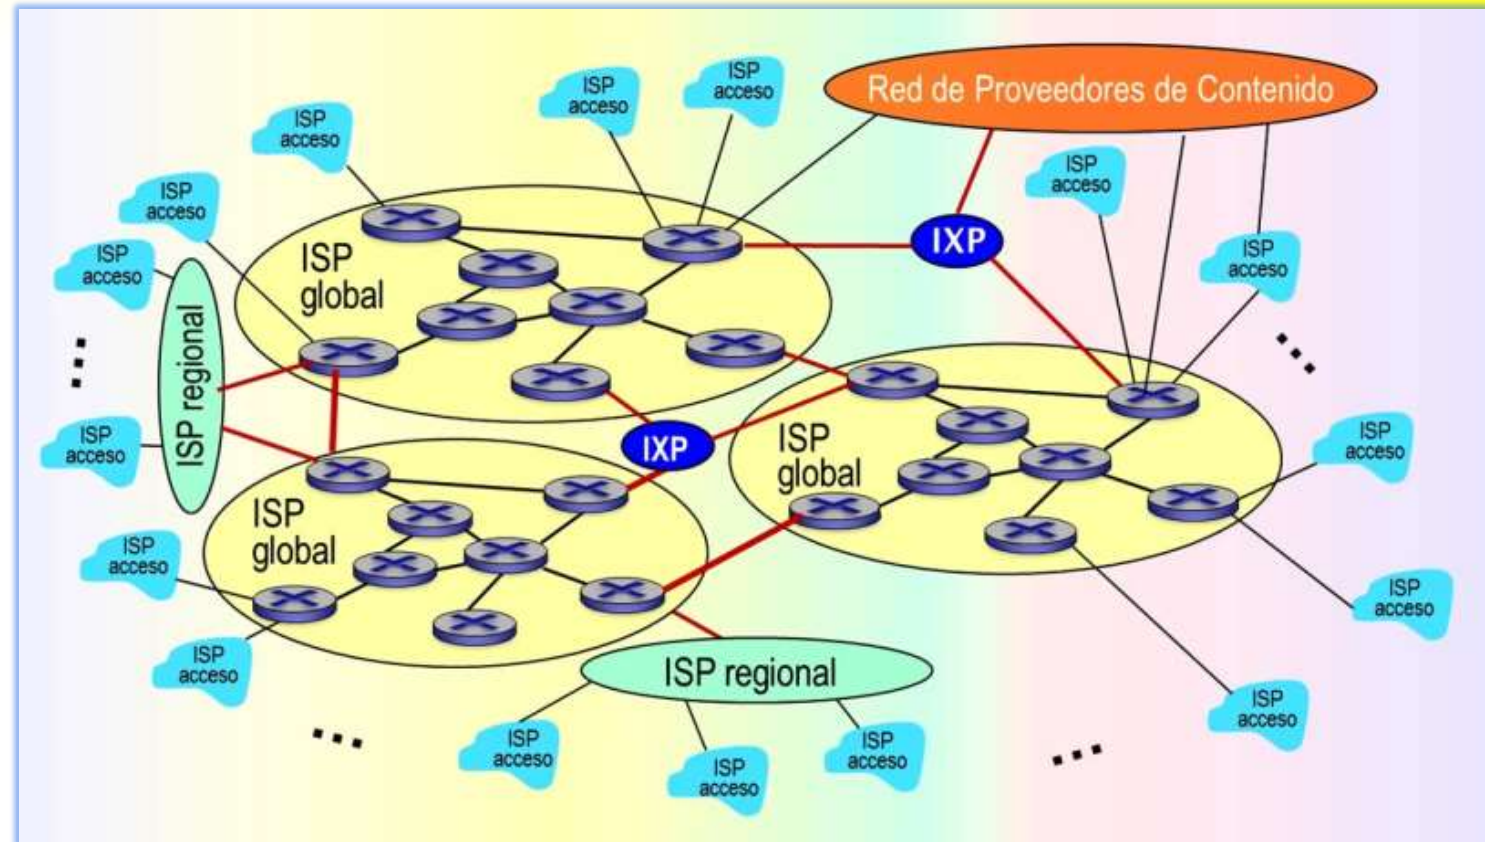 ISP
acceso
ISP
acceso
Red de Proveedores de Contenido
ISP
acceso
ISP
acceso
ISP
acceso
IXP
ISP
acceso
ISP
acceso
ISP
global
ISP regional
ISP
acceso
ISP
acceso
IXP
ISP
global
ISP
acceso
ISP
global
ISP
acceso
ISP
acceso
ISP
acceso
ISP regional
ISP
acceso
ISP
acceso
ISP
acceso
ISP
acceso